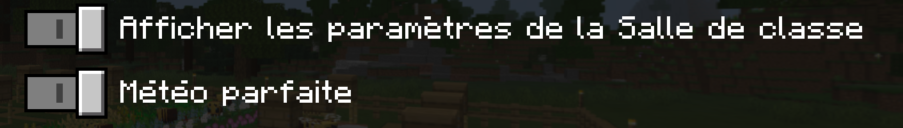 Afficher les paramètres de la Salle de classe
Météo parfaite